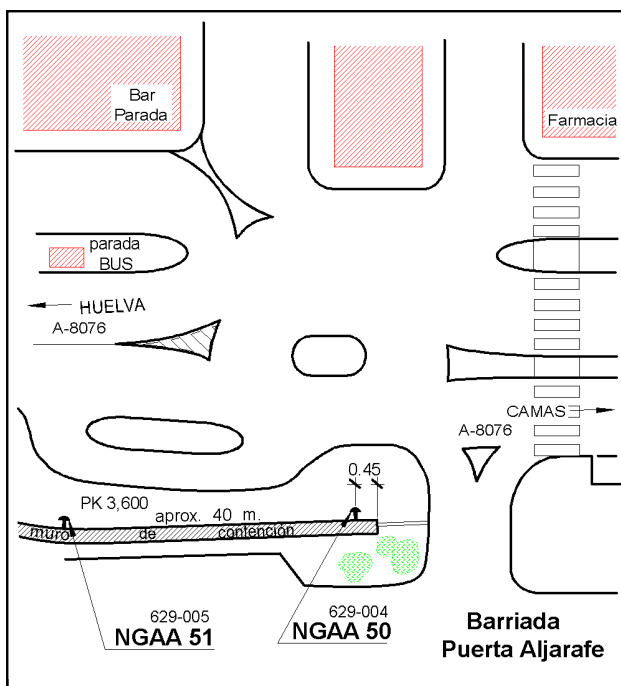 Bar
Parada
Farmacia
parada
BUS
HUELVA
A-8076
CAMAS
A-8076
0.45
PK 3,600
aprox. 40 m.
muro de contención
629-005
NGAA 51
629-004
NGAA 50
Barriada
Puerta Aljarafe